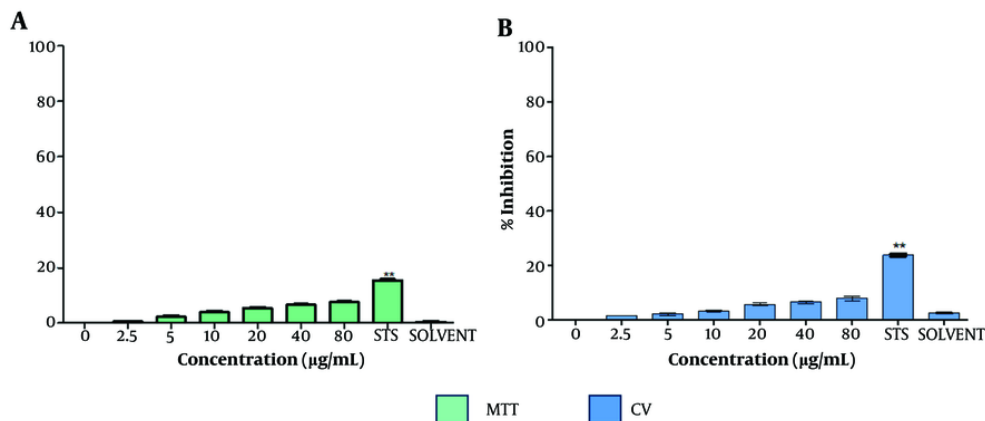 A
100
80
60
40
20
0
**
0 2.5 5 10 20 40 80 STS SOLVENT
Concentration (µg/mL)
B
% Inhibition
100
80
60
40
20
0
**
0 2.5 5 10 20 40 80 STS SOLVENT
Concentration (µg/mL)
MTT CV